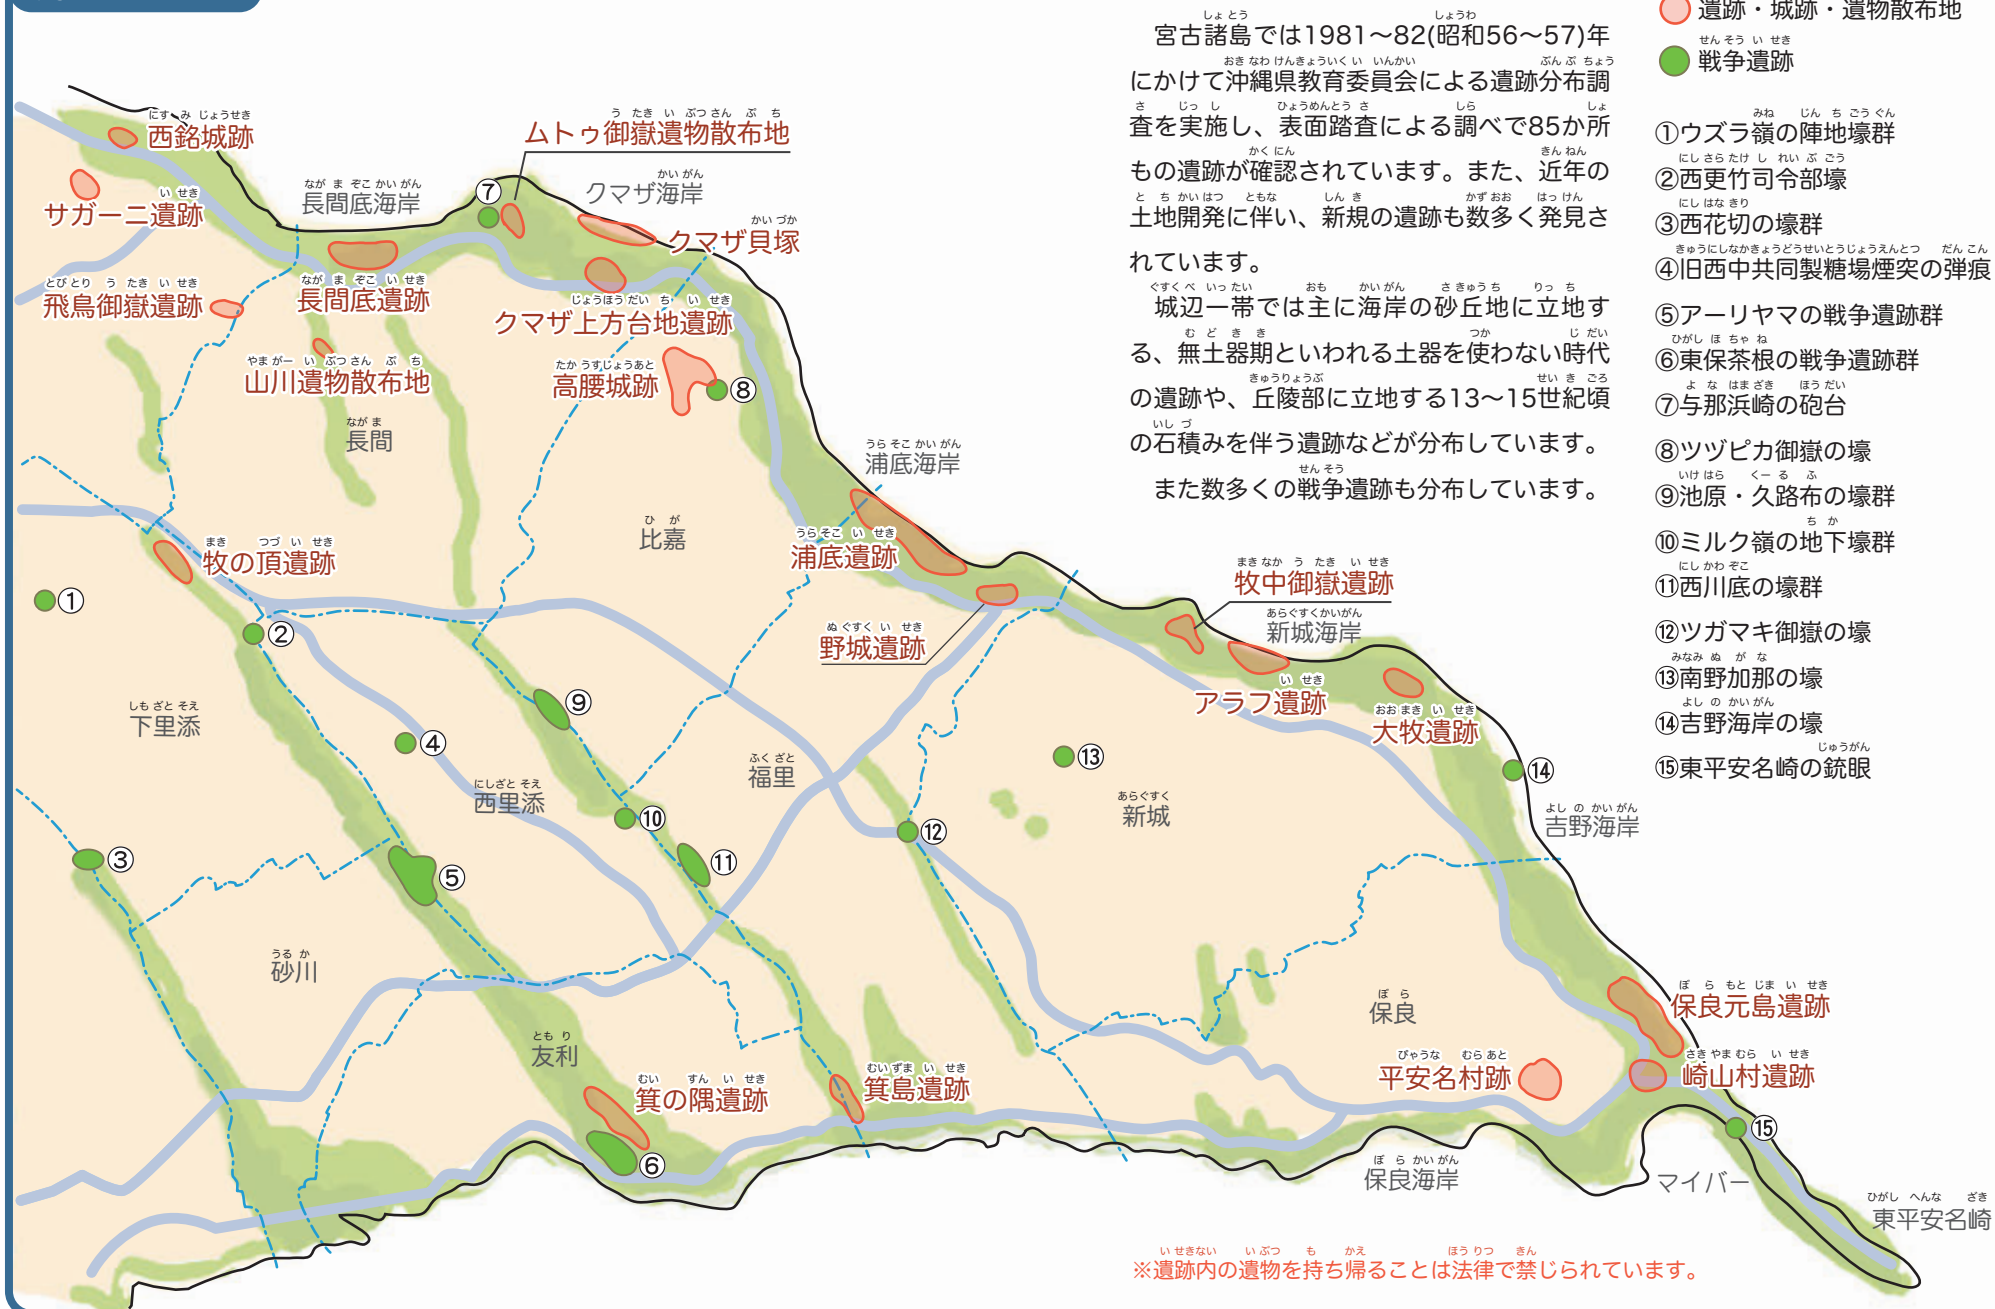 宮古諸島では1981～82(昭和56～57)年
にかけて沖縄県教育委員会による遺跡分布調
査を実施し、表面踏査による調べで85か所
もの遺跡が確認されています。また、近年の
土地開発に伴い、新規の遺跡も数多く発見さ
れています。
城辺一帯では主に海岸の砂丘地に立地す
る、無土器期といわれる土器を使わない時代
の遺跡や、丘陵部に立地する13～15世紀頃
の石積みを伴う遺跡などが分布しています。
また数多くの戦争遺跡も分布しています。
遺跡・城跡・遺物散布地
戦争遺跡
①ウズラ嶺の陣地壕群
②西更竹司令部壕
③西花切の壕群
④旧西中共同製糖場煙突の弾痕
⑤アーリヤマの戦争遺跡群
⑥東保茶根の戦争遺跡群
⑦与那浜崎の砲台
⑧ツヅピカ御嶽の壕
⑨池原・久路布の壕群
⑩ミルク嶺の地下壕群
⑪西川底の壕群
⑫ツガマキ御嶽の壕
⑬南野加那の壕
⑭吉野海岸の壕
⑮東平安名崎の銃眼
西銘城跡
サガーニ遺跡
飛鳥御嶽遺跡
長間底海岸
長間底遺跡
山川遺物散布地
長間
ムトゥ御嶽遺物散布地
⑦
クマザ海岸
クマザ貝塚
クマザ上方台地遺跡
高腰城跡
⑧
浦底海岸
比嘉
浦底遺跡
牧の頂遺跡
①
②
野城遺跡
牧中御嶽遺跡
新城海岸
アラフ遺跡
大牧遺跡
下里添
④
⑨
西里添
福里
⑬
⑭
新城
吉野海岸
③
⑤
⑩
⑪
⑫
砂川
友利
保良
保良元島遺跡
平安名村跡
崎山村遺跡
箕の隅遺跡
箕島遺跡
⑥
⑮
保良海岸
マイバー
東平安名崎
※遺跡内の遺物を持ち帰ることは法律で禁じられています。